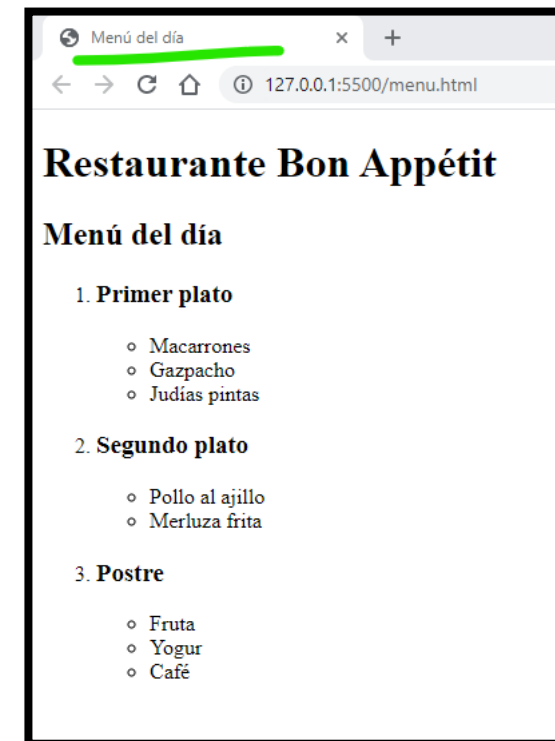 Menú del día
127.0.0.1:5500/menu.html
Restaurante Bon Appétit
Menú del día
1. Primer plato
Macarrones
Gazpacho
Judías pintas
2. Segundo plato
Pollo al ajillo
Merluza frita
3. Postre
Fruta
Yogur
Café